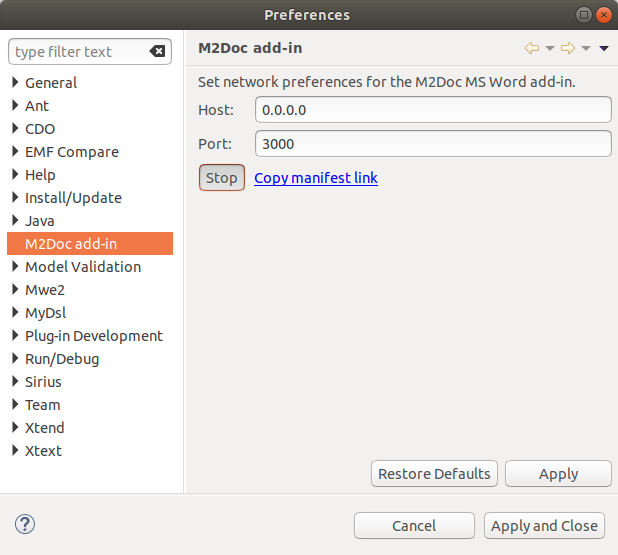 Preferences
type filter text
General
Ant
CDO
EMF Compare
Help
Install/Update
Java
M2Doc add-in
Model Validation
Mwe2
MyDsl
Plug-in Development
Run/Debug
Sirius
Team
Xtend
Xtext
M2Doc add-in
Set network preferences for the M2Doc MS Word add-in.
Host: 0.0.0.0
Port: 3000
Stop Copy manifest link
Restore Defaults Apply
? Cancel Apply and Close